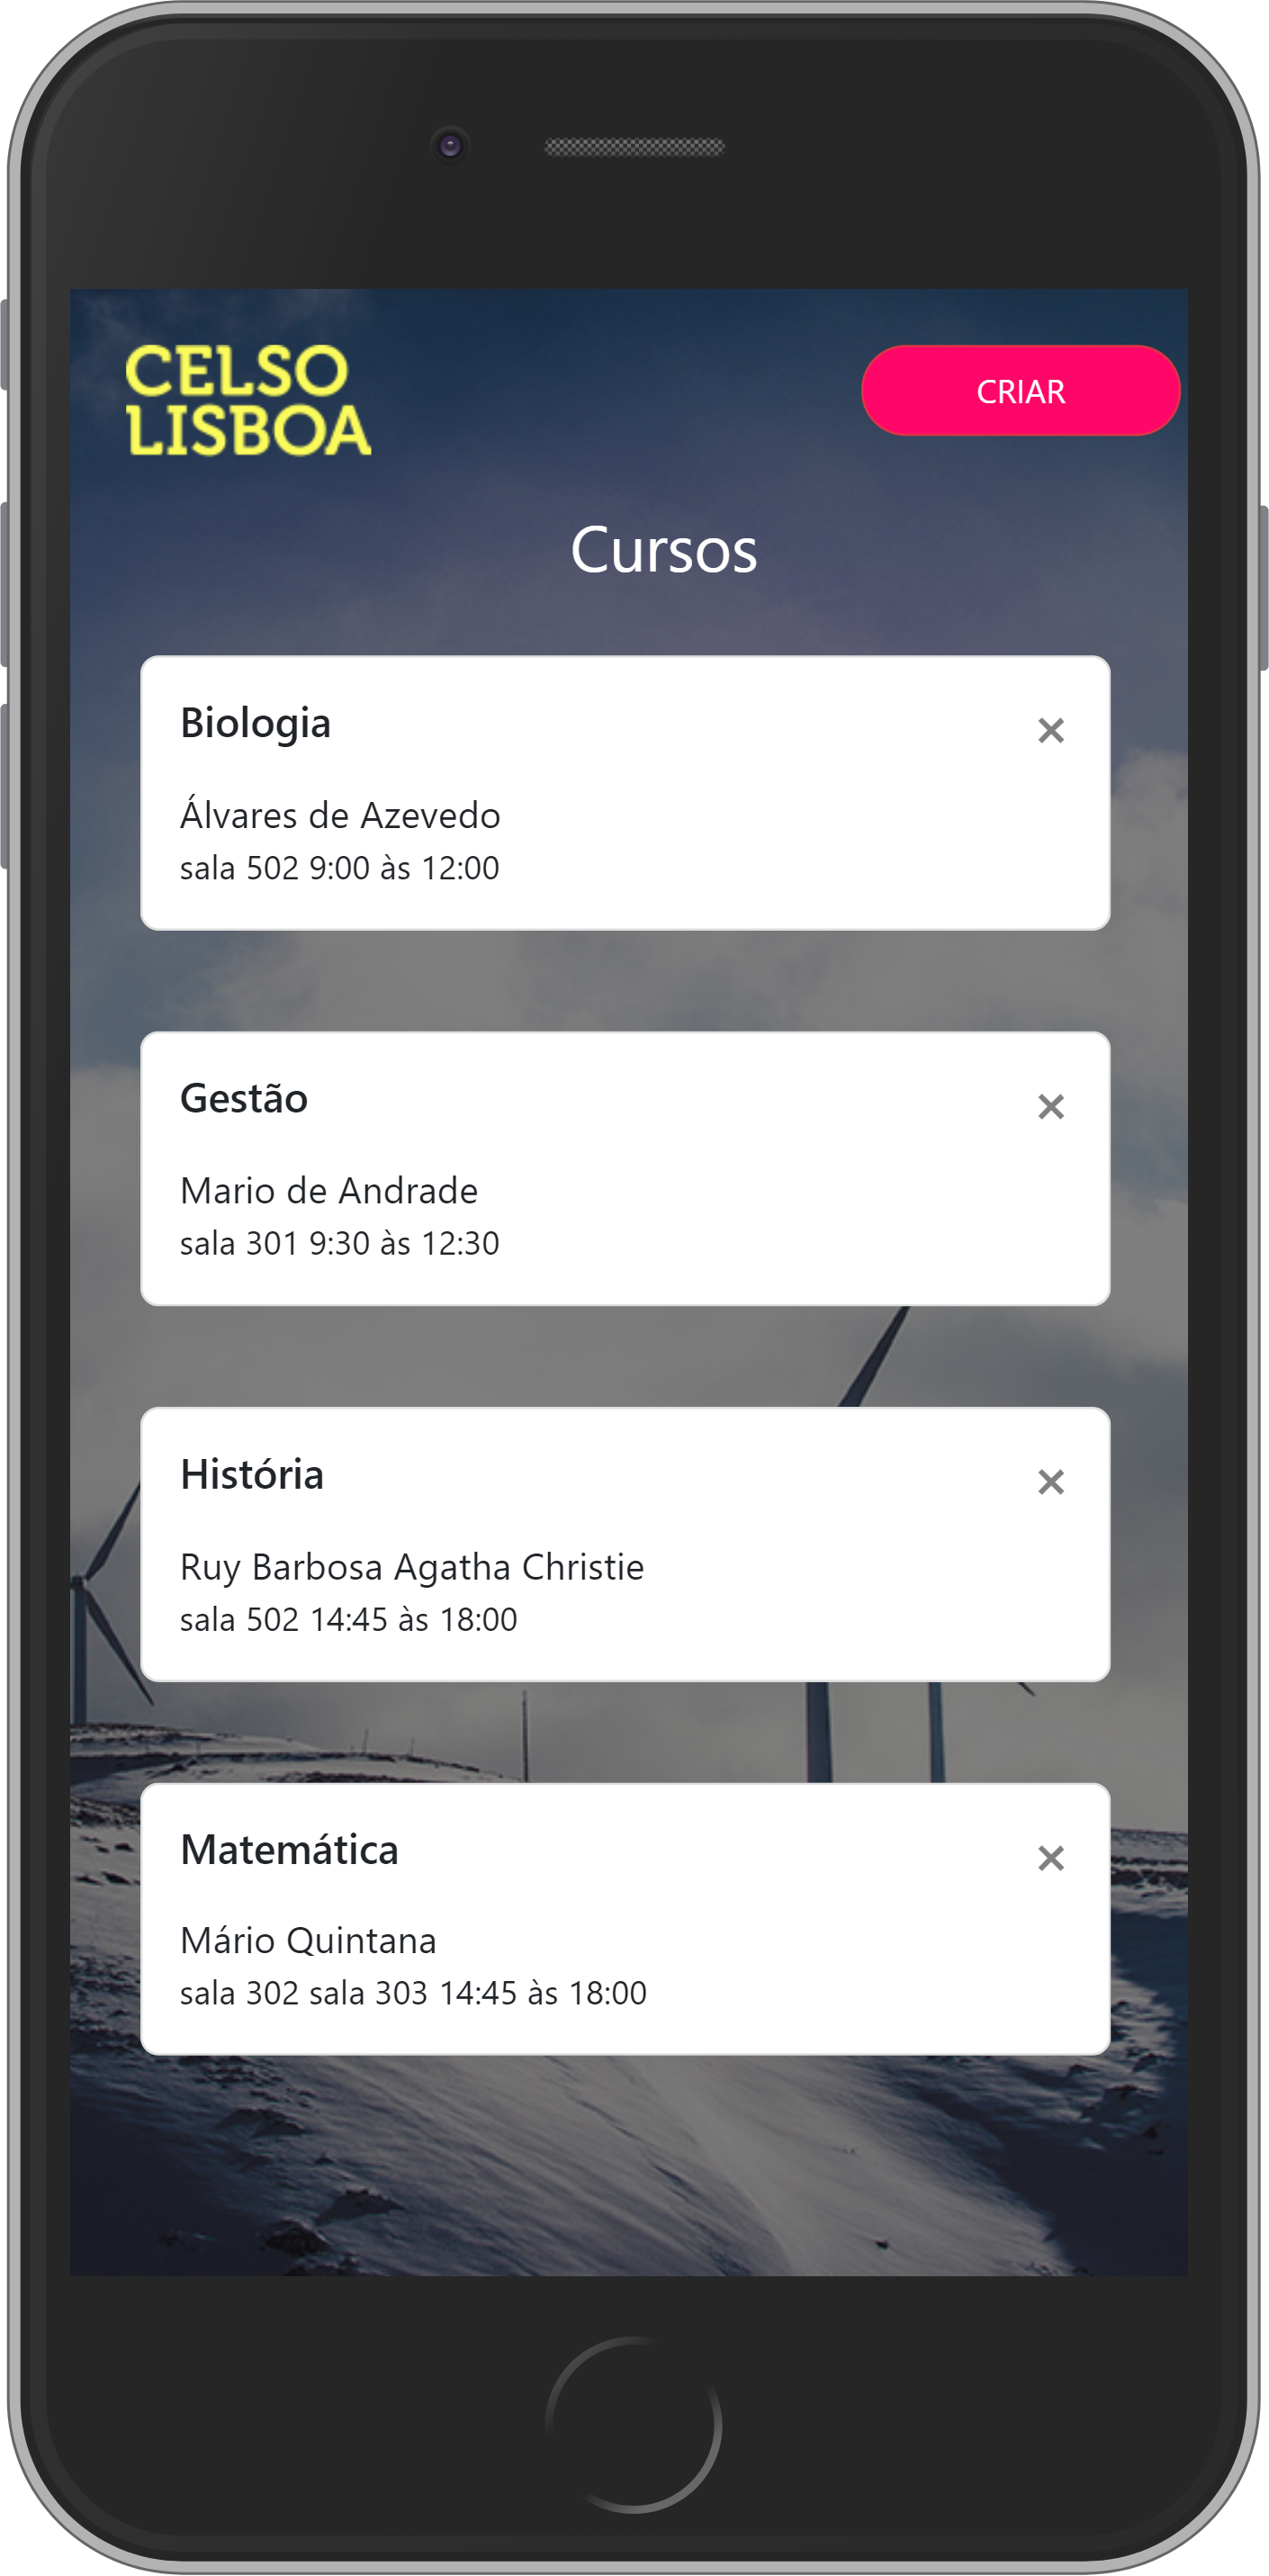 CELSO
LISBOA
CRIAR
Cursos
Biologia
Álvares de Azevedo
sala 502 9:00 às 12:00
Gestão
Mario de Andrade
sala 301 9:30 às 12:30
História
Ruy Barbosa Agatha Christie
sala 502 14:45 às 18:00
Matemática
Mário Quintana
sala 302 sala 303 14:45 às 18:00